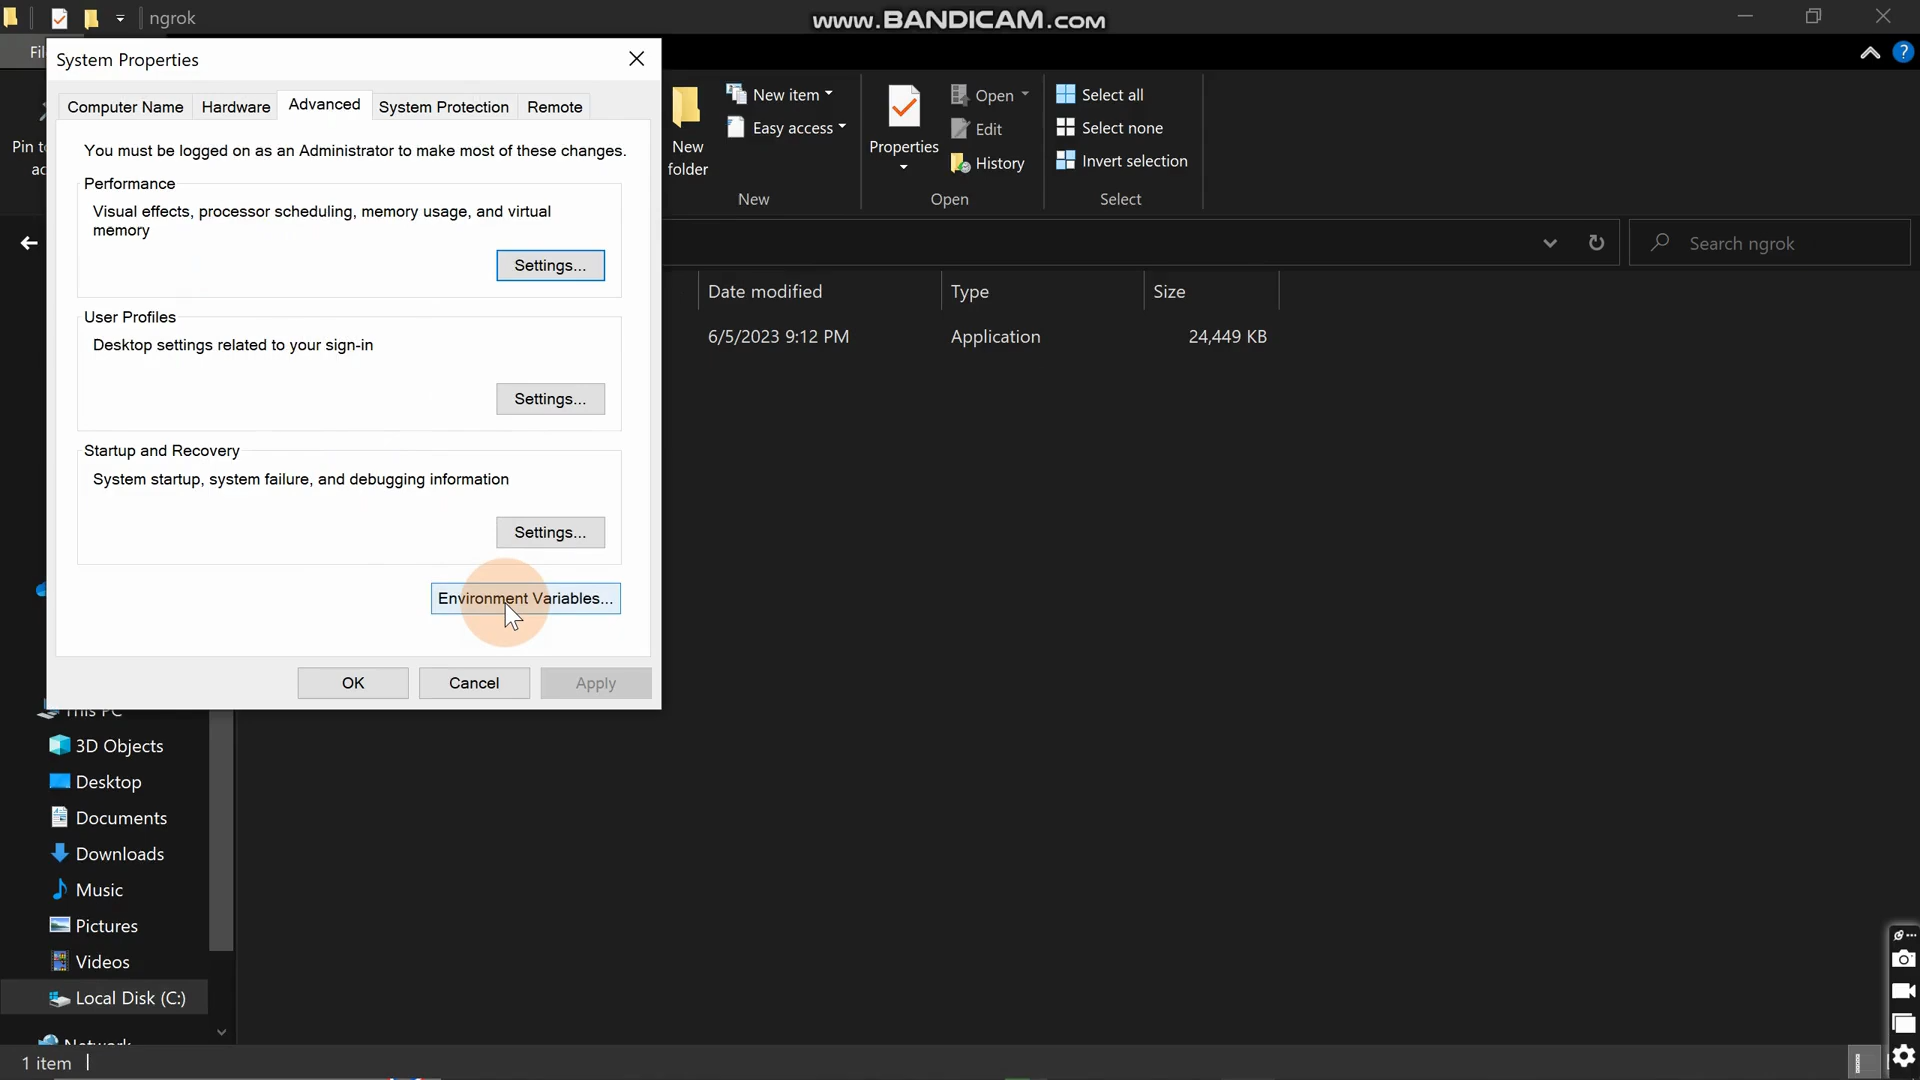 ngrok
www.BANDICAM.com
System Properties
Computer Name
Hardware
Advanced
System Protection
Remote
You must be logged on as an Administrator to make most of these changes.
Performance
Visual effects, processor scheduling, memory usage, and virtual
memory
Settings...
User Profiles
Desktop settings related to your sign-in
Settings...
Startup and Recovery
System startup, system failure, and debugging information
Settings...
Environment Variables...
OK
Cancel
Apply
New
folder
New item
Easy access
New
Properties
Open
Edit
History
Open
Select all
Select none
Invert selection
Select
Search ngrok
Date modified
Type
Size
6/5/2023 9:12 PM
Application
24,449 KB
This PC
3D Objects
Desktop
Documents
Downloads
Music
Pictures
Videos
Local Disk (C:)
Network
1 item